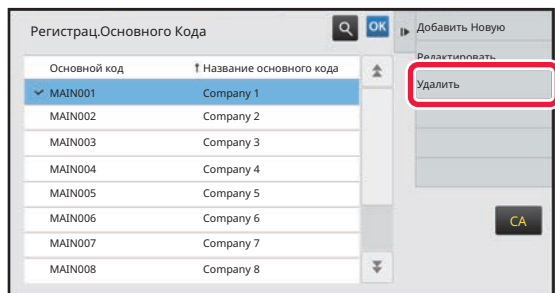 Регистрац.Основного Кода
OK
Добавить Новую
Редактировать
Удалить
Основной код Название основного кода
MAIN001 Company 1
MAIN002 Company 2
MAIN003 Company 3
MAIN004 Company 4
MAIN005 Company 5
MAIN006 Company 6
MAIN007 Company 7
MAIN008 Company 8
CA